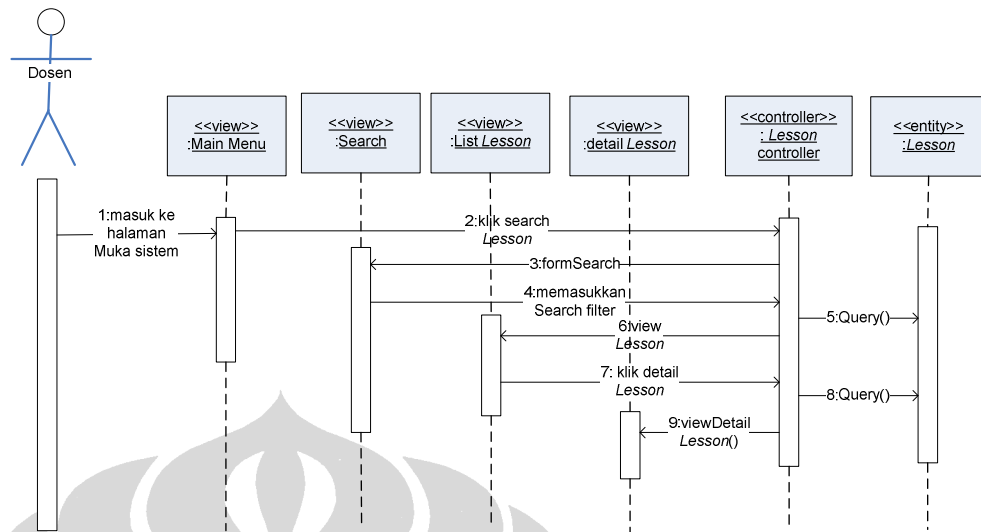 Dosen
<<view>>
:Main Menu
<<view>>
:Search
<<view>>
:List Lesson
<<view>>
:detail Lesson
<<controller>>
: Lesson
controller
<<entity>>
:Lesson
1:masuk ke
halaman
Muka sistem
2:klik search
Lesson
3:formSearch
4:memasukkan
Search filter
5:Query()
6:view
Lesson
7: klik detail
Lesson
8:Query()
9:viewDetail
Lesson()